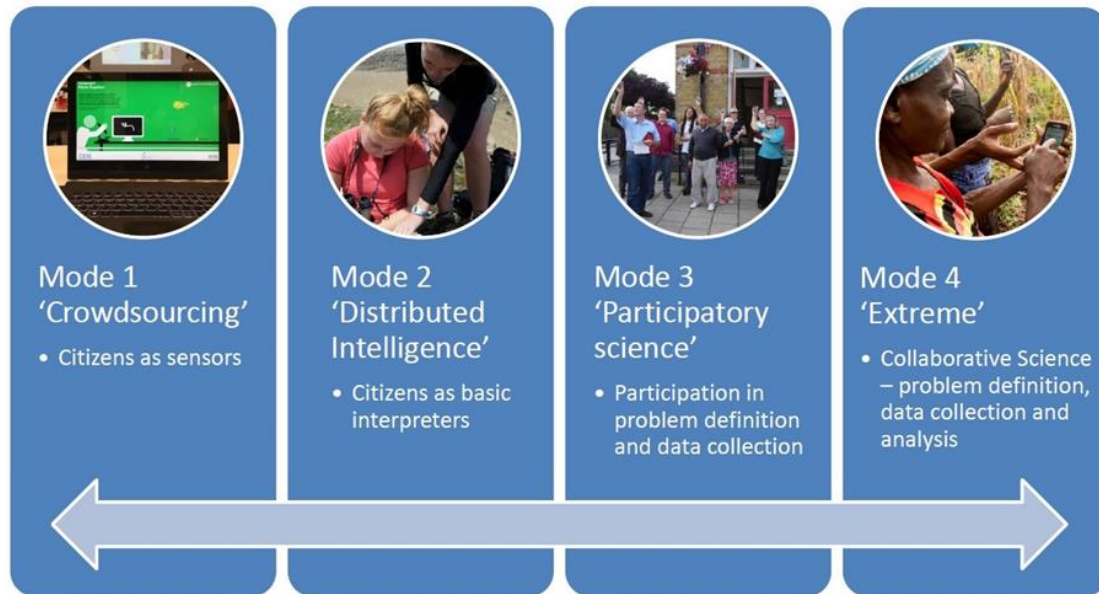 Mode 1
‘Crowdsourcing’
• Citizens as sensors
Mode 2
‘Distributed
Intelligence’
• Citizens as basic
interpreters
Mode 3
‘Participatory
science’
• Participation in
problem definition
and data collection
Mode 4
‘Extreme’
• Collaborative Science
– problem definition,
data collection and
analysis